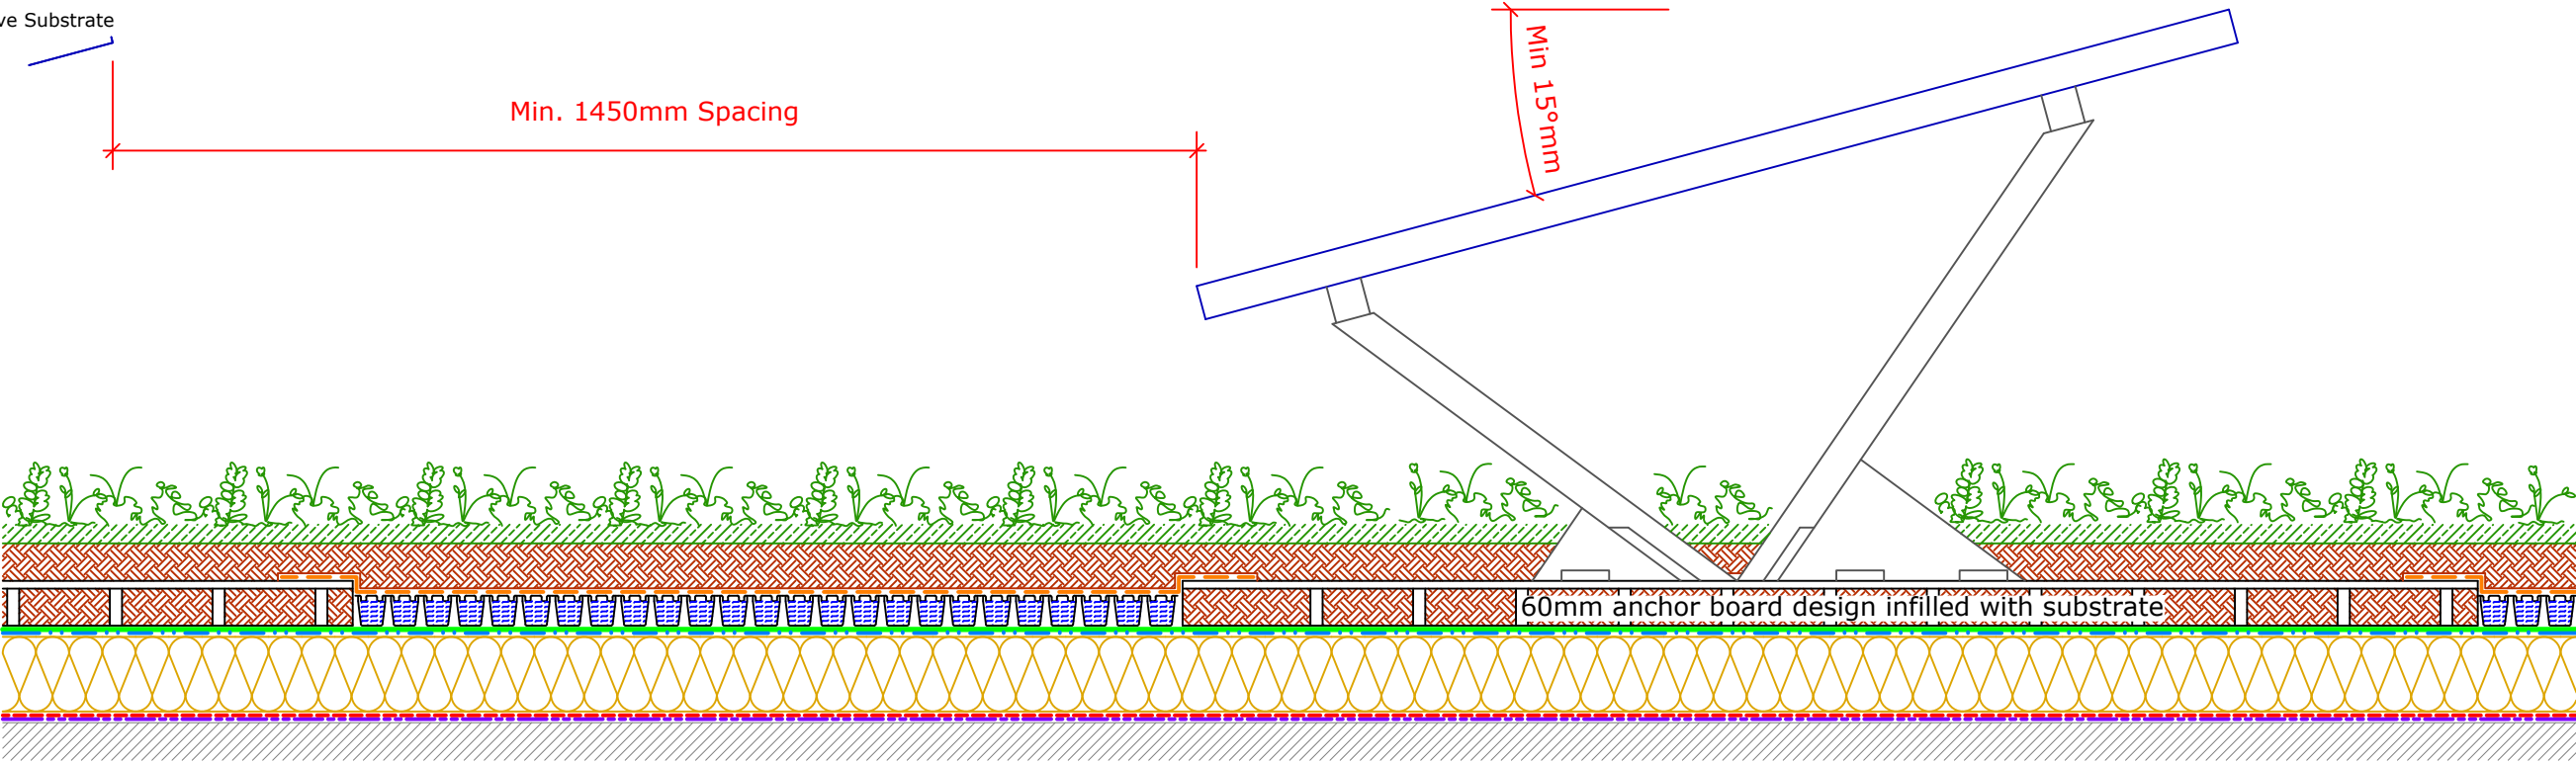 ve Substrate
Min. 1450mm Spacing
Min 15°mm
60mm anchor board design infilled with substrate